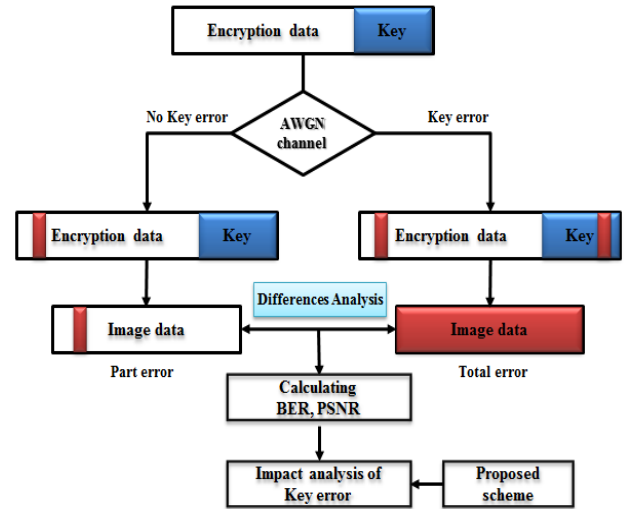 Encryption data Key
AWGN
channel
No Key error
Key error
Encryption data Key
Encryption data Key
Differences Analysis
Image data
Image data
Part error
Total error
Calculating
BER, PSNR
Impact analysis of
Key error
Proposed
scheme